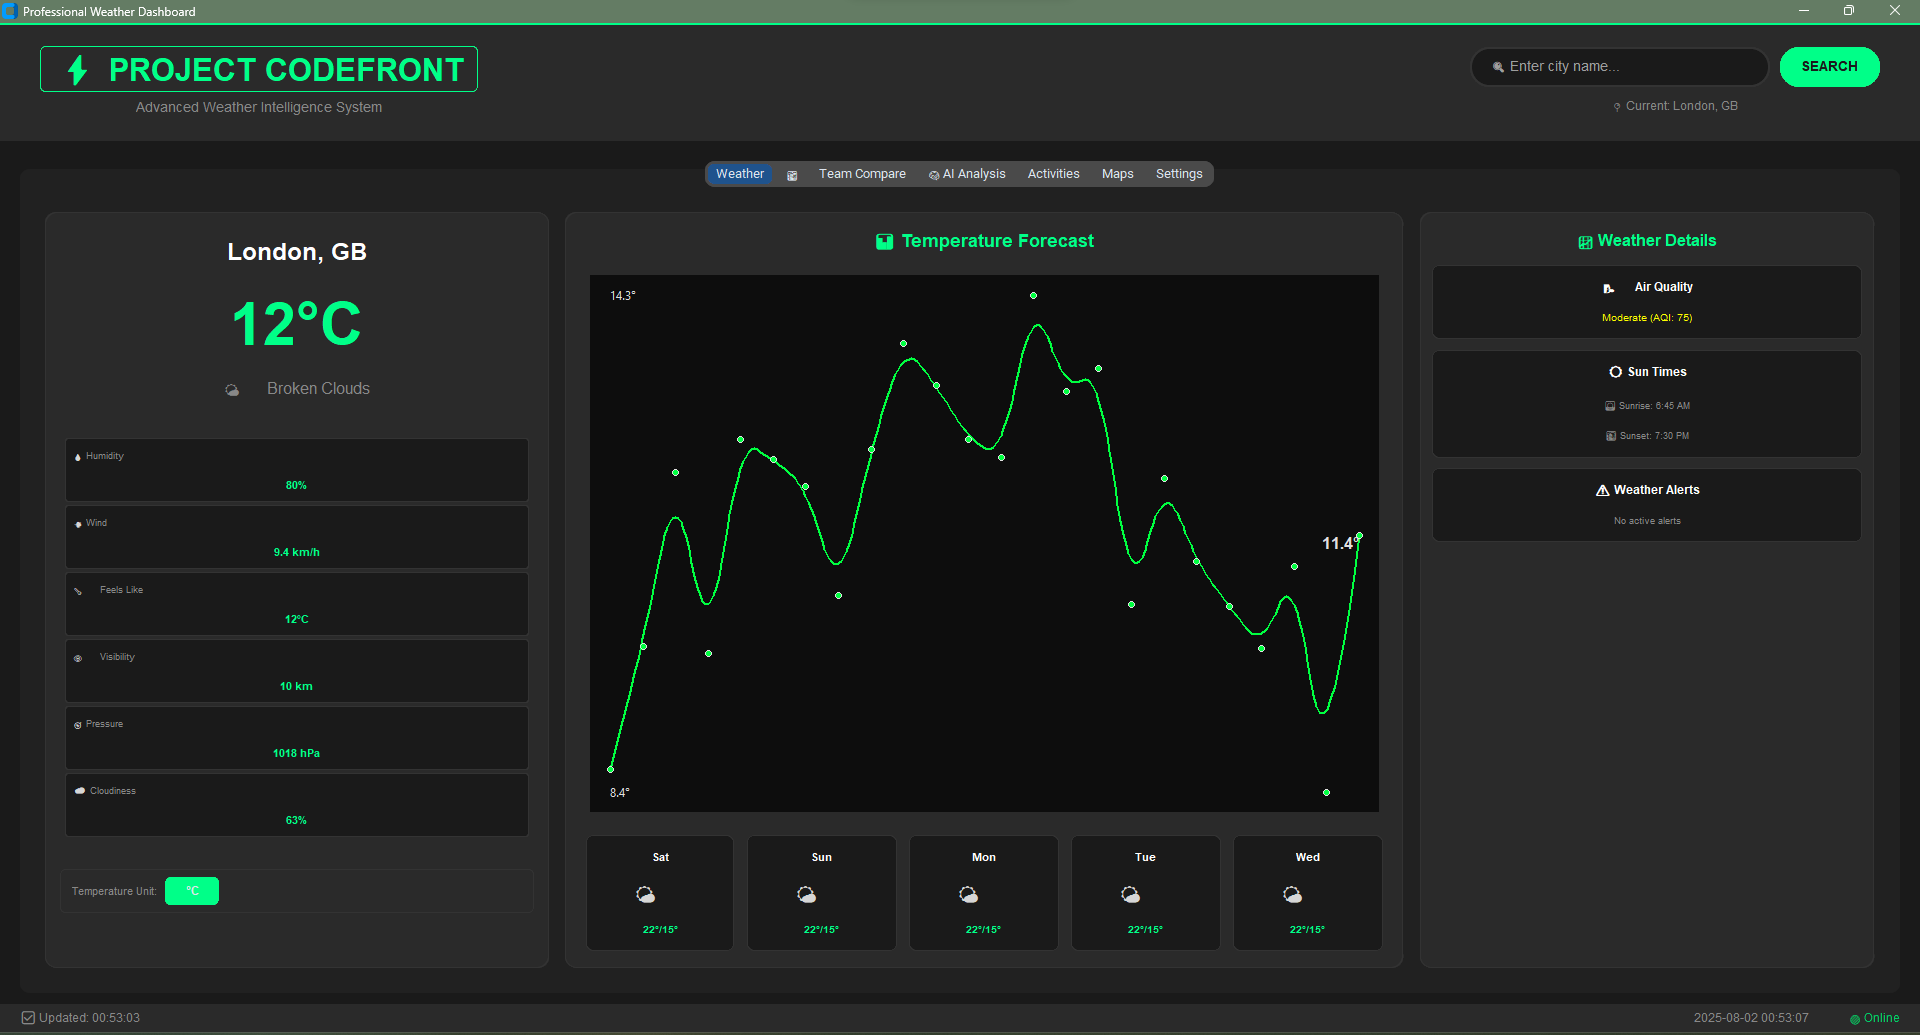 Professional Weather Dashboard
PROJECT CODEFRONT
Advanced Weather Intelligence System
Enter city name...
SEARCH
Current: London, GB
Weather
Team Compare
AI Analysis
Activities
Maps
Settings
London, GB
12°C
Broken Clouds
Humidity
80%
Wind
9.4 km/h
Feels Like
12°C
Visibility
10 km
Pressure
1018 hPa
Cloudiness
63%
Temperature Unit:
°C
Temperature Forecast
14.3°
11.4°
8.4°
Sat
22°/15°
Sun
22°/15°
Mon
22°/15°
Tue
22°/15°
Wed
22°/15°
Weather Details
Air Quality
Moderate (AQI: 75)
Sun Times
Sunrise: 6:45 AM
Sunset: 7:30 PM
Weather Alerts
No active alerts
Updated: 00:53:03
2025-08-02 00:53:07
Online